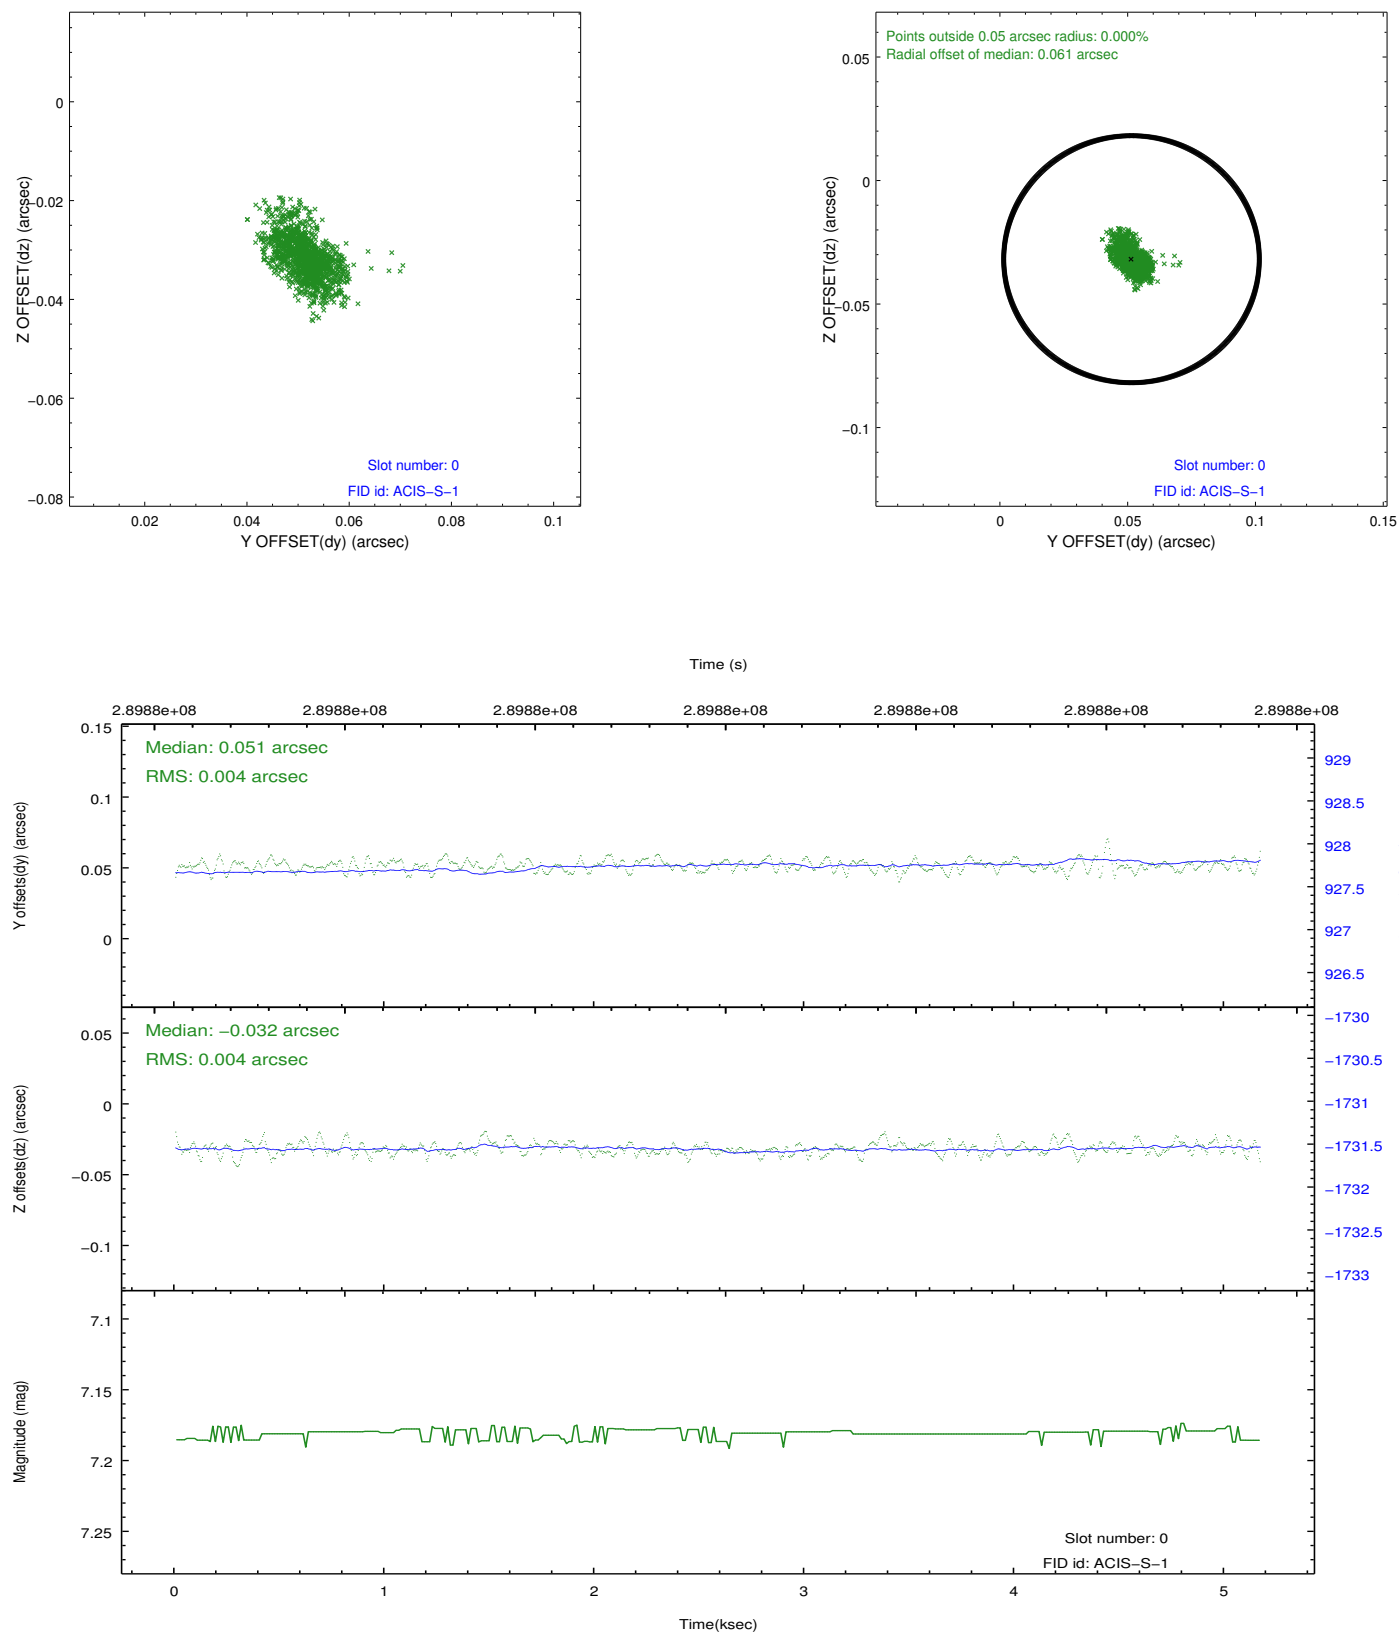 0
−0.02
−0.04
−0.06
−0.08
Z OFFSET(dz) (arcsec)
0.02
0.04
0.06
0.08
0.1
Y OFFSET(dy) (arcsec)
Slot number: 0
FID id: ACIS−S−1
Points outside 0.05 arcsec radius: 0.000%
Radial offset of median: 0.061 arcsec
0.05
0
−0.05
−0.1
Z OFFSET(dz) (arcsec)
0
0.05
0.1
0.15
Y OFFSET(dy) (arcsec)
Slot number: 0
FID id: ACIS−S−1
Time (s)
2.8988e+08
2.8988e+08
2.8988e+08
2.8988e+08
2.8988e+08
2.8988e+08
2.8988e+08
Median: 0.051 arcsec
RMS: 0.004 arcsec
0.15
0.1
0.05
0
Y offsets(dy) (arcsec)
929
928.5
928
927.5
927
926.5
Median: −0.032 arcsec
RMS: 0.004 arcsec
0.05
0
−0.05
−0.1
Z offsets(dz) (arcsec)
−1730
−1730.5
−1731
−1731.5
−1732
−1732.5
−1733
7.1
7.15
7.2
7.25
Magnitude (mag)
Slot number: 0
FID id: ACIS−S−1
0
1
2
3
4
5
Time(ksec)